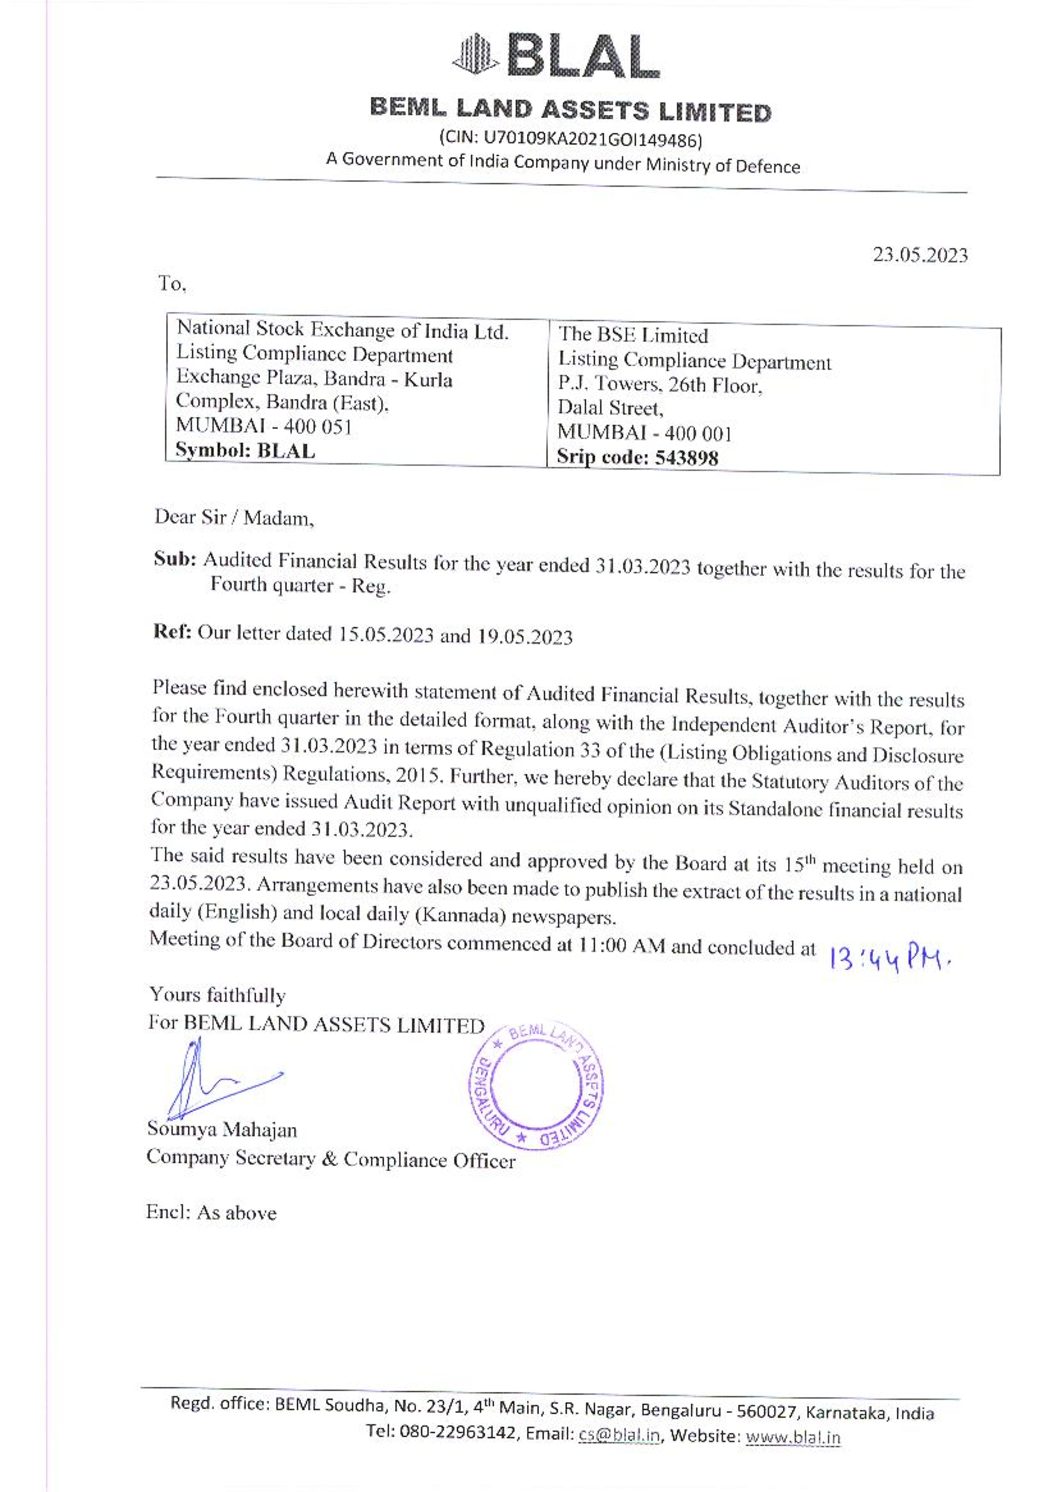 BLAL
BEML LAND ASSETS LIMITED
(CIN: U70109KA2021GOI149486)
A Government of India Company under Ministry of Defence
23.05.2023
To,
National Stock Exchange of India Ltd.
Listing Compliance Department
Exchange Plaza, Bandra - Kurla
Complex, Bandra (East),
MUMBAI - 400 051
Symbol: BLAL
The BSE Limited
Listing Compliance Department
P.J. Towers, 26th Floor,
Dalal Street,
MUMBAI - 400 001
Srip code: 543898
Dear Sir / Madam,
Sub: Audited Financial Results for the year ended 31.03.2023 together with the results for the
Fourth quarter - Reg.
Ref: Our letter dated 15.05.2023 and 19.05.2023
Please find enclosed herewith statement of Audited Financial Results, together with the results
for the Fourth quarter in the detailed format, along with the Independent Auditor's Report, for
the year ended 31.03.2023 in terms of Regulation 33 of the (Listing Obligations and Disclosure
Requirements) Regulations, 2015. Further, we hereby declare that the Statutory Auditors of the
Company have issued Audit Report with unqualified opinion on its Standalone financial results
for the year ended 31.03.2023.
The said results have been considered and approved by the Board at its 15th meeting held on
23.05.2023. Arrangements have also been made to publish the extract of the results in a national
daily (English) and local daily (Kannada) newspapers.
Meeting of the Board of Directors commenced at 11:00 AM and concluded at 13:44 PM.
Yours faithfully
For BEML LAND ASSETS LIMITED
BEML LAND ASSETS LIMITED ★ BENGALURU ★
Soumya Mahajan
Company Secretary & Compliance Officer
Encl: As above
Regd. office: BEML Soudha, No. 23/1, 4th Main, S.R. Nagar, Bengaluru - 560027, Karnataka, India
Tel: 080-22963142, Email: cs@blal.in, Website: www.blal.in